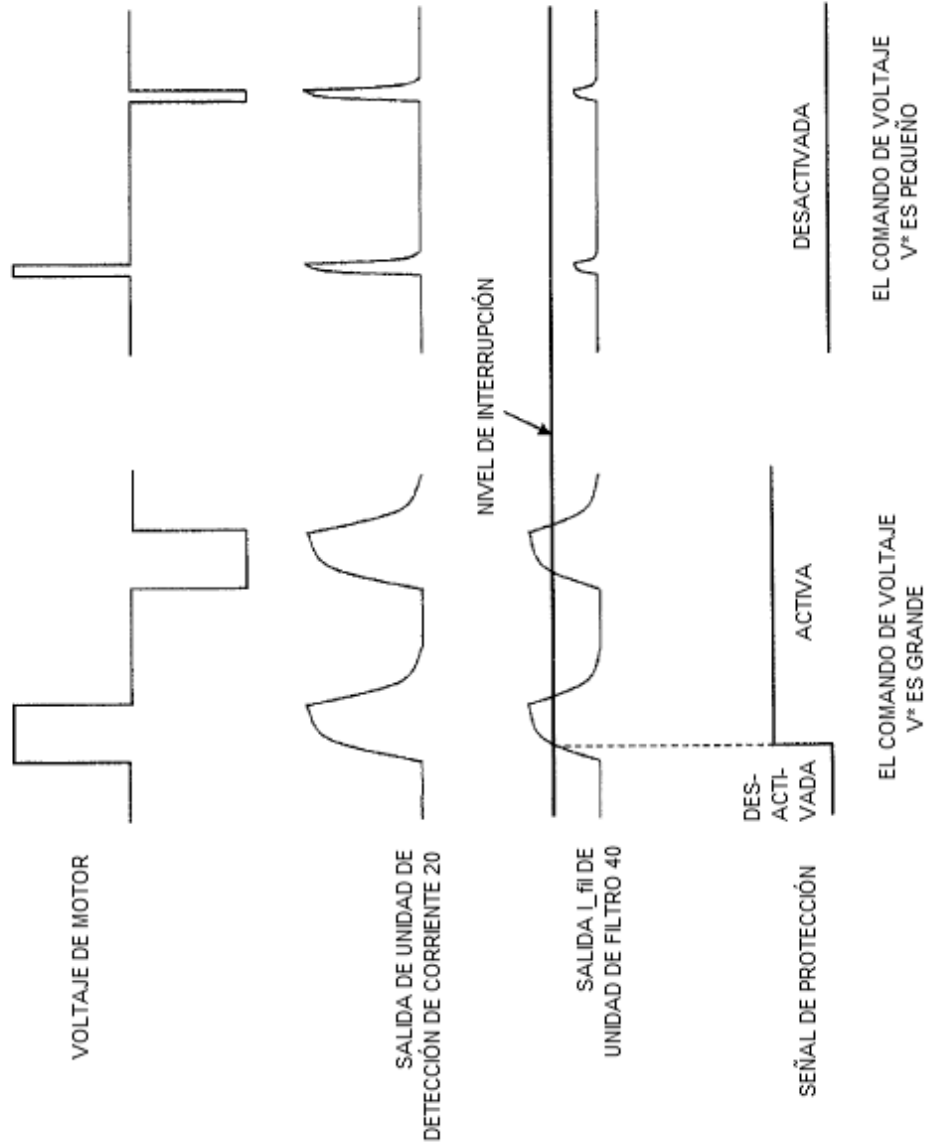 VOLTAJE DE MOTOR
SALIDA DE UNIDAD DE
DETECCIÓN DE CORRIENTE 20
NIVEL DE INTERRUPCIÓN
SALIDA I_fil DE
UNIDAD DE FILTRO 40
SEÑAL DE PROTECCIÓN
DES-
ACTI-
VADA
ACTIVA
DESACTIVADA
EL COMANDO DE VOLTAJE
V* ES GRANDE
EL COMANDO DE VOLTAJE
V* ES PEQUEÑO